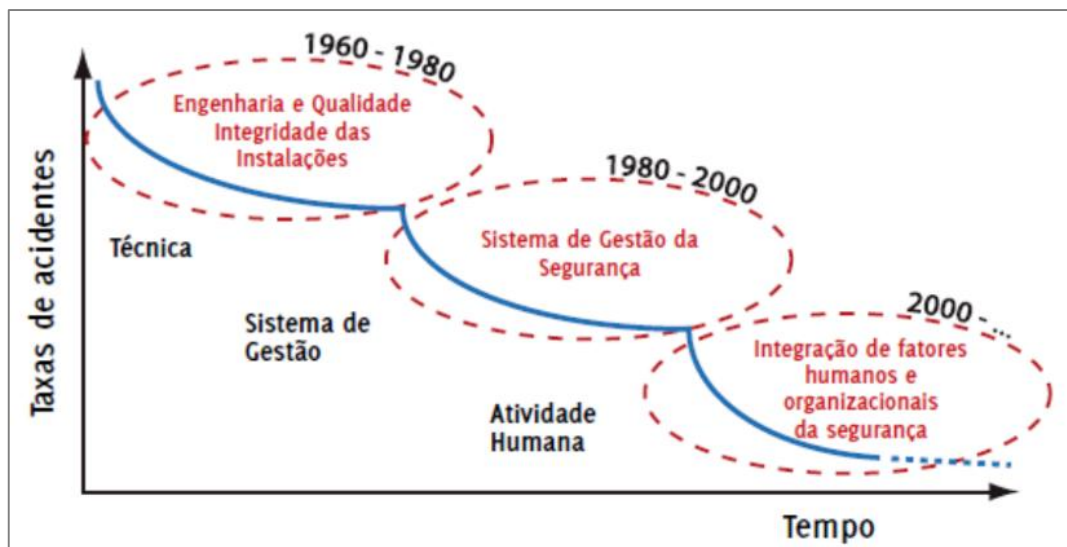 1960 - 1980
Engenharia e Qualidade
Integridade das
Instalações
1980 - 2000
Sistema de Gestão da
Segurança
2000 - ...
Integração de fatores
humanos e
organizacionais
da segurança
Técnica
Sistema de
Gestão
Atividade
Humana
Taxas de acidentes
Tempo